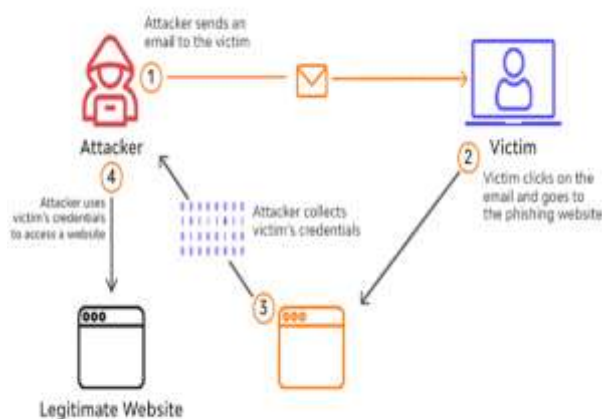 Attacker sends an
email to the victim
1
Attacker
Victim
4
2
Victim clicks on the
email and goes to
the phishing website
Attacker uses
victim's credentials
to access a website
Attacker collects
victim's credentials
3
Legitimate Website